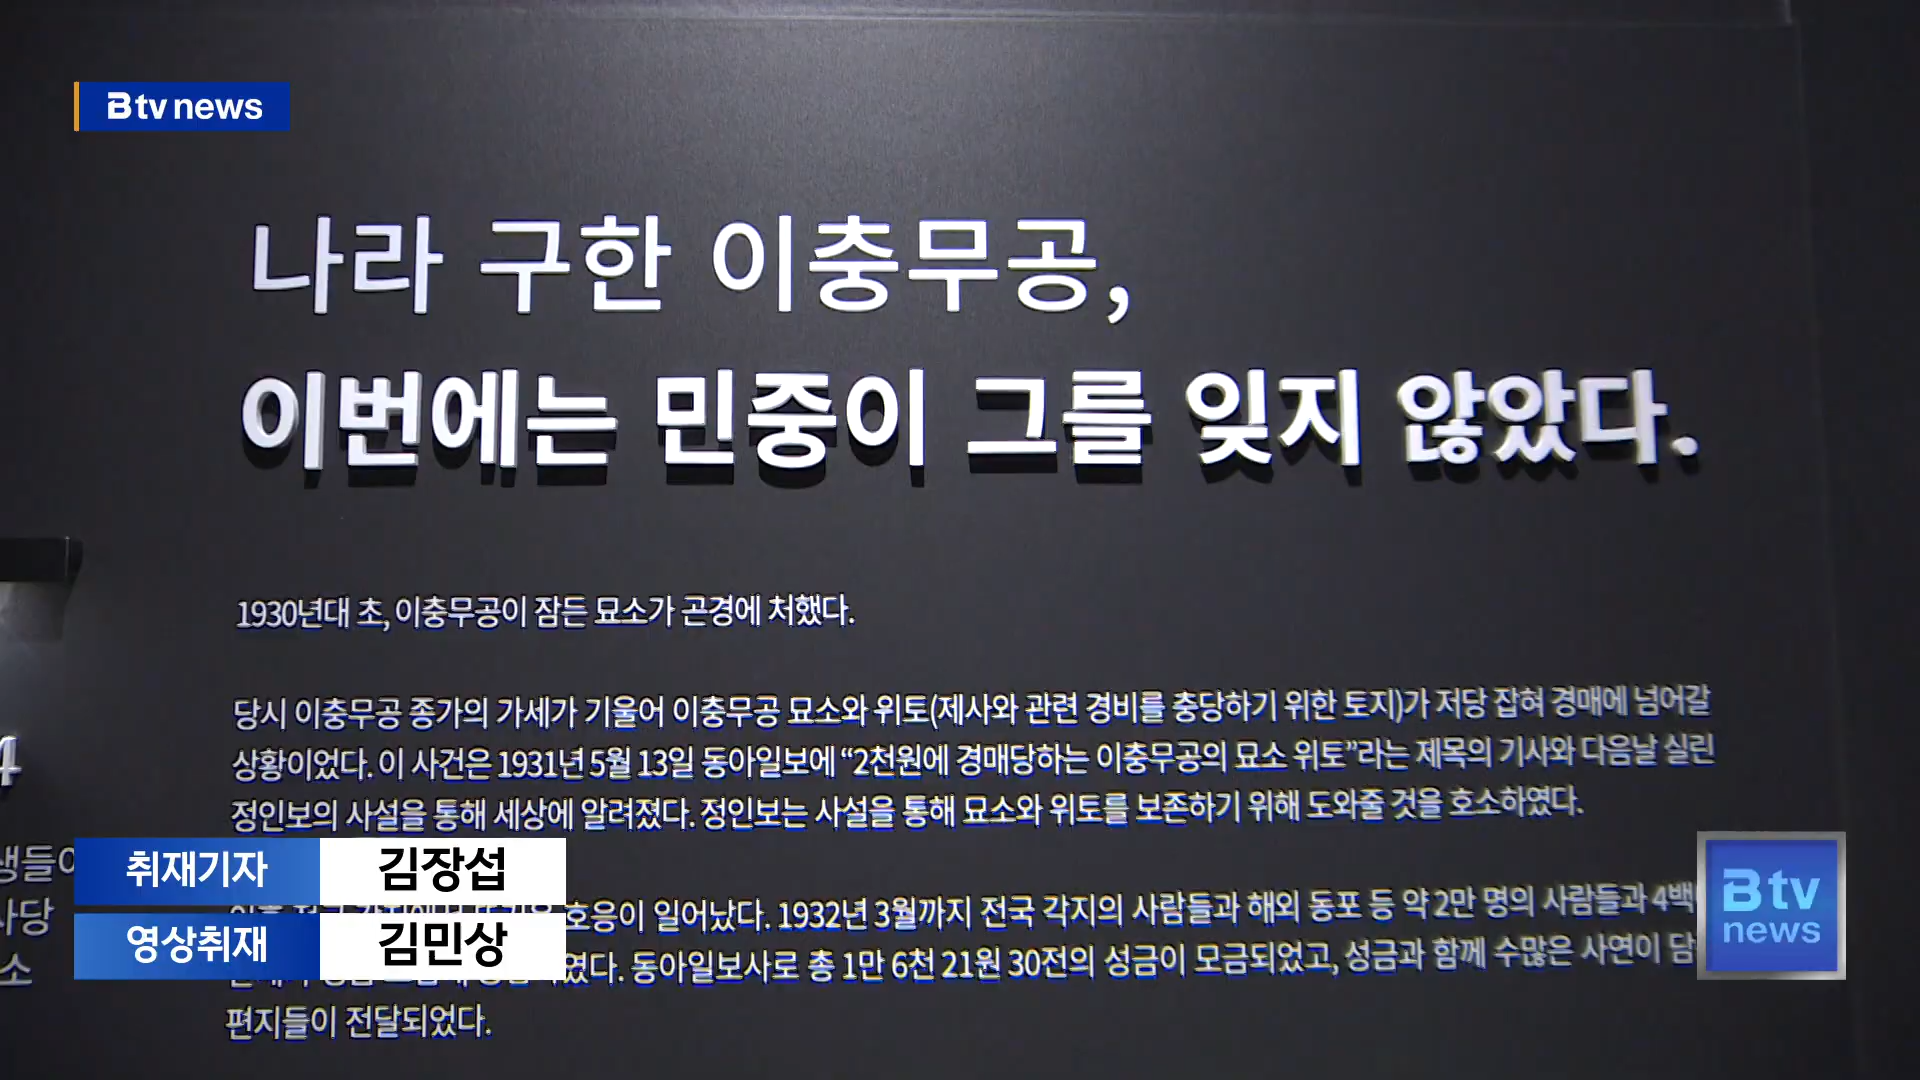 B tv news
나라 구한 이충무공,
이번에는 민중이 그를 잊지 않았다.
1930년대 초, 이충무공이 잠든 묘소가 곤경에 처했다.
당시 이충무공 종가의 가세가 기울어 이충무공 묘소와 위토(제사와 관련 경비를 충당하기 위한 토지)가 저당 잡혀 경매에 넘어갈
상황이었다. 이 사건은 1931년 5월 13일 동아일보에 “2천원에 경매당하는 이충무공의 묘소 위토”라는 제목의 기사와 다음날 실린
정인보의 사설을 통해 세상에 알려졌다. 정인보는 사설을 통해 묘소와 위토를 보존하기 위해 도와줄 것을 호소하였다.
호응이 일어났다. 1932년 3월까지 전국 각지의 사람들과 해외 동포 등 약 2만 명의 사람들과 4백
동아일보사로 총 1만 6천 21원 30전의 성금이 모금되었고, 성금과 함께 수많은 사연이 담
편지들이 전달되었다.
4
생들이
사당
소
취재기자 김장섭
영상취재 김민상
B tv
news